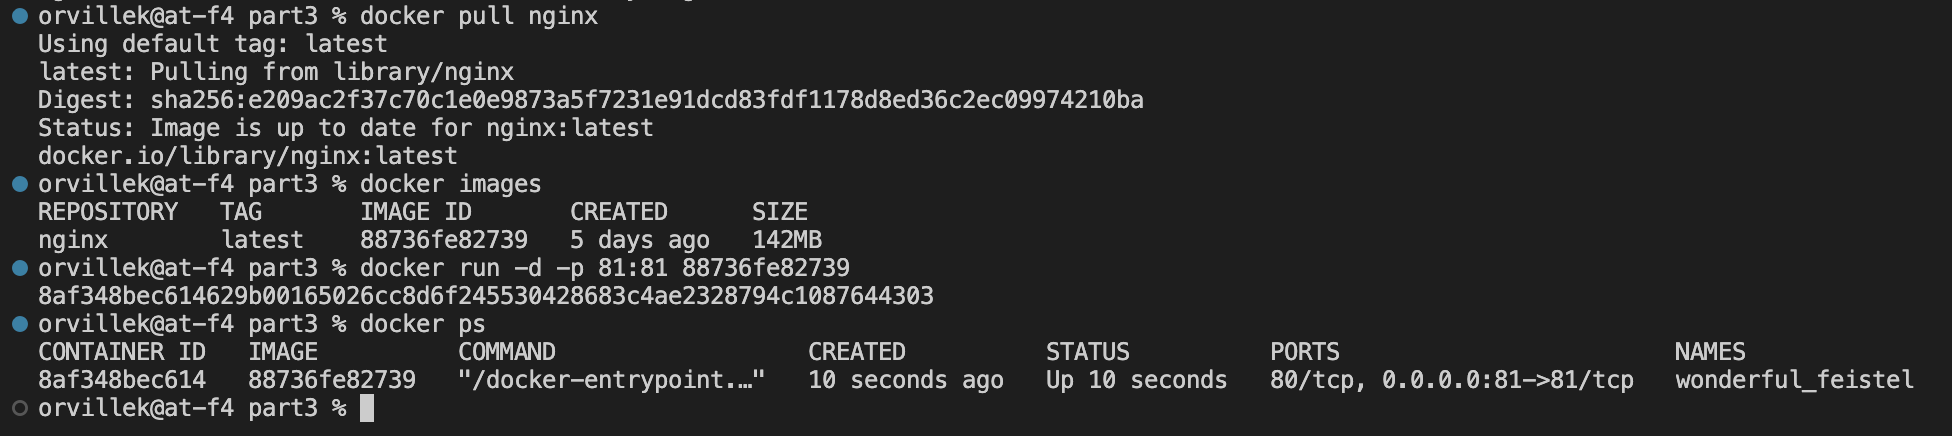 orvillek@at-f4 part3 % docker pull nginx
Using default tag: latest
latest: Pulling from library/nginx
Digest: sha256:e209ac2f37c70c1e0e9873a5f7231e91dcd83fdf1178d8ed36c2ec09974210ba
Status: Image is up to date for nginx:latest
docker.io/library/nginx:latest
orvillek@at-f4 part3 % docker images
REPOSITORY   TAG       IMAGE ID       CREATED      SIZE
nginx        latest    88736fe82739   5 days ago   142MB
orvillek@at-f4 part3 % docker run -d -p 81:81 88736fe82739
8af348bec614629b00165026cc8d6f245530428683c4ae2328794c1087644303
orvillek@at-f4 part3 % docker ps
CONTAINER ID   IMAGE          COMMAND                  CREATED          STATUS          PORTS                        NAMES
8af348bec614   88736fe82739   "/docker-entrypoint.…"   10 seconds ago   Up 10 seconds   80/tcp, 0.0.0.0:81->81/tcp   wonderful_feistel
orvillek@at-f4 part3 %